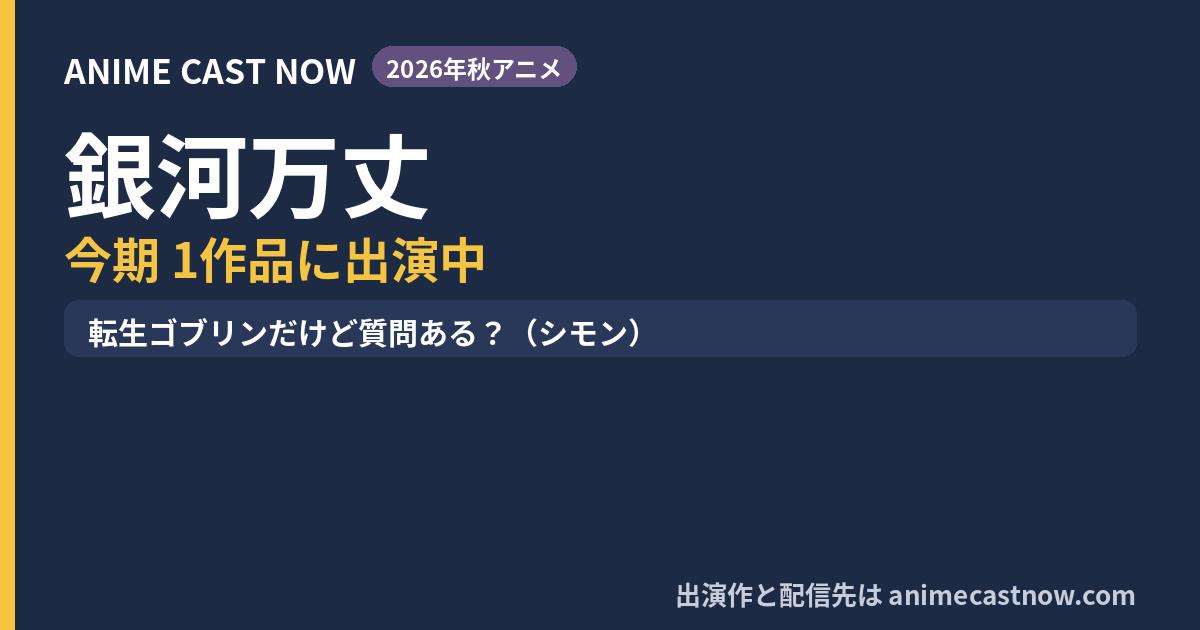 ANIME CAST NOW 2026年秋アニメ
銀河万丈
今期 1作品に出演中
転生ゴブリンだけど質問ある？（シモン）
出演作と配信先は animecastnow.com